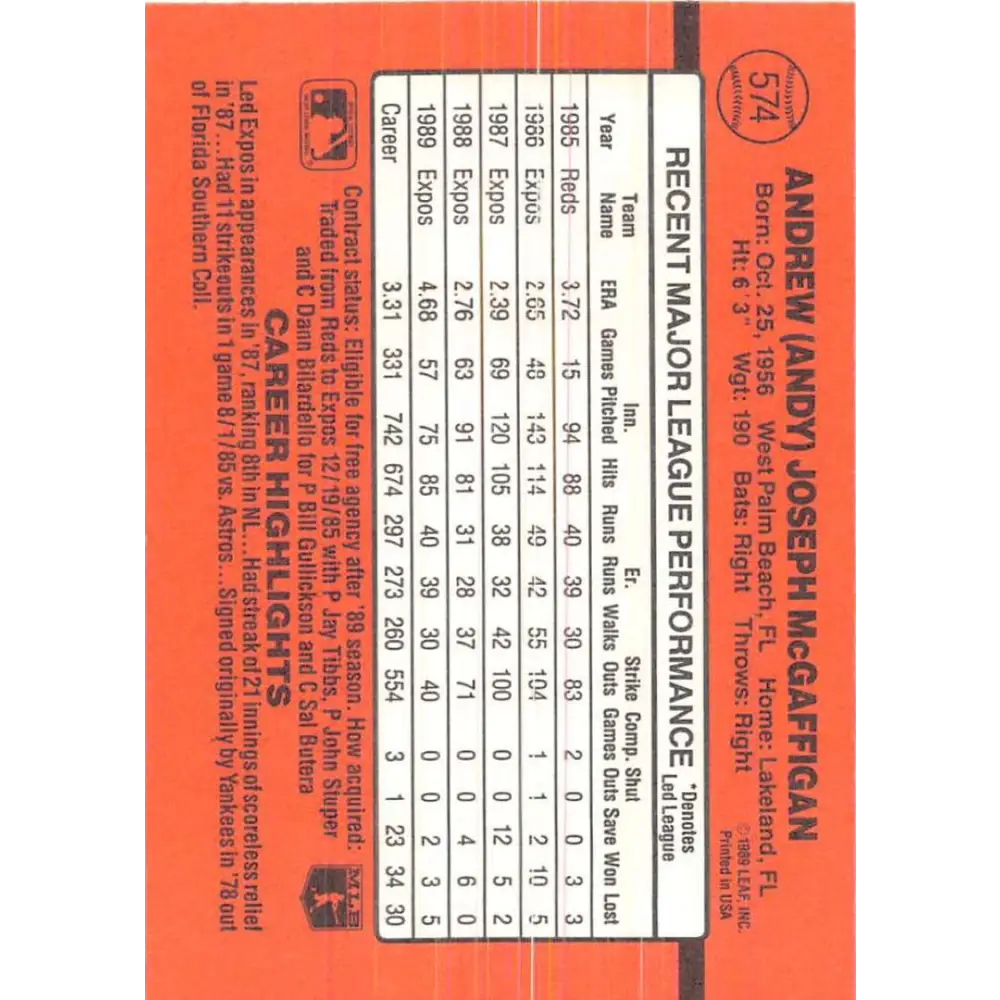 574
ANDREW (ANDY) JOSEPH McGAFFIGAN
Born: Oct. 25, 1956 West Palm Beach, FL Home: Lakeland, FL
Ht: 6'3" Wgt: 190 Bats: Right Throws: Right
© 1989 LEAF, INC.
Printed in USA
RECENT MAJOR LEAGUE PERFORMANCE *Denotes Led League
Year Team Name ERA Games Inn. Pitched Hits Runs Er. Runs Walks Strike Outs Comp. Games Shut Outs Save Won Lost
1985 Reds 3.72 15 94 88 40 39 30 83 2 0 0 3 3
1986 Expos 2.65 48 143 114 49 42 55 104 1 1 2 10 5
1987 Expos 2.39 69 120 105 38 32 42 100 0 0 12 5 2
1988 Expos 2.76 63 91 81 31 28 37 71 0 0 4 6 0
1989 Expos 4.68 57 75 85 40 39 30 40 0 0 2 3 5
Career 3.31 331 742 674 297 273 260 554 3 1 23 34 30
Contract status: Eligible for free agency after '89 season. How acquired:
Traded from Reds to Expos 12/19/85 with P Jay Tibbs, P John Stuper
and C Dann Bilardello for P Bill Gullickson and C Sal Butera
MLB
CAREER HIGHLIGHTS
Led Expos in appearances in '87, ranking 8th in NL...Had streak of 21 innings of scoreless relief
in '87...Had 11 strikeouts in 1 game 8/1/85 vs. Astros...Signed originally by Yankees in '78 out
of Florida Southern Coll.